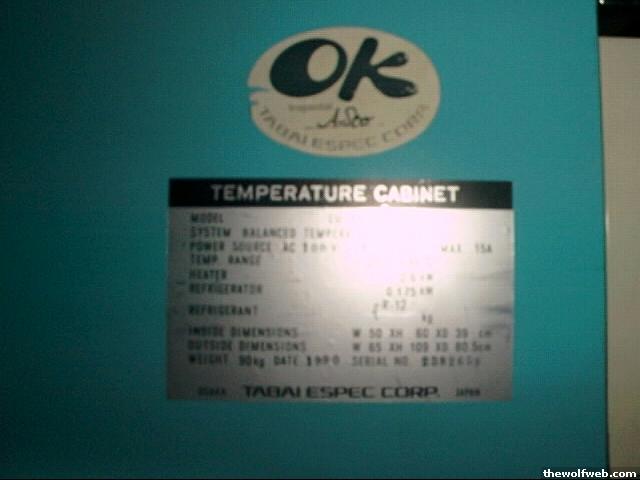 OK
Inspected
TABAI ESPEC CORP.
TEMPERATURE CABINET
MODEL
SYSTEM BALANCED
POWER SOURCE AC 100 MAX. 15A
TEMP. RANGE
HEATER
REFRIGERATOR 0.175 KW
REFRIGERANT R-12
kg
INSIDE DIMENSIONS W 50 XH 60 XD 39 cm
OUTSIDE DIMENSIONS W 65 XH 109 XD 80.5cm
WEIGHT 90kg DATE 1990 SERIAL NO.
OSAKA TABAI ESPEC CORP. JAPAN
thewolfweb.com